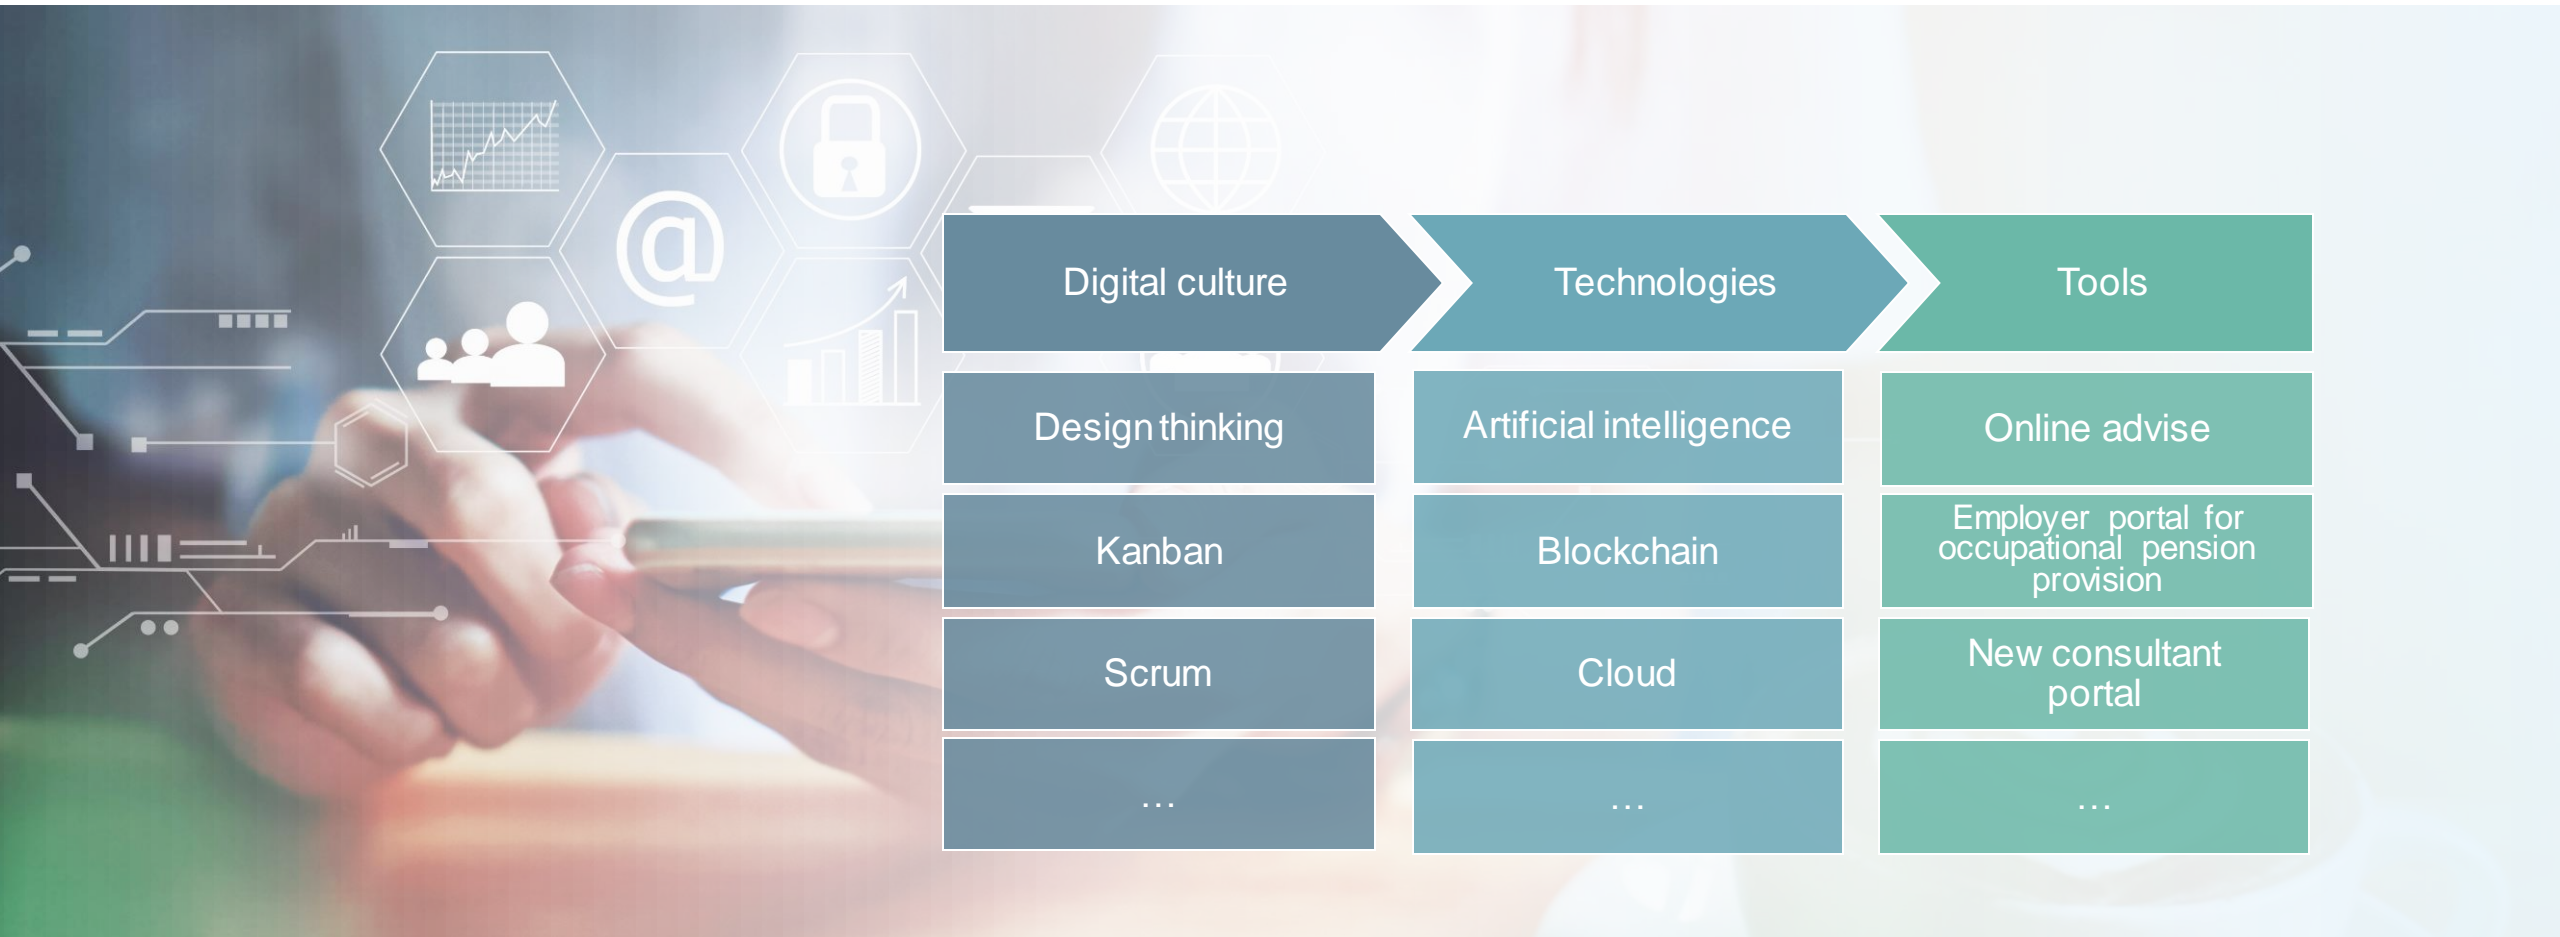 @
Digital culture
Technologies
Tools
Design thinking
Artificial intelligence
Online advise
Kanban
Blockchain
Employer portal for
occupational pension
provision
Scrum
Cloud
New consultant
portal
…
…
…